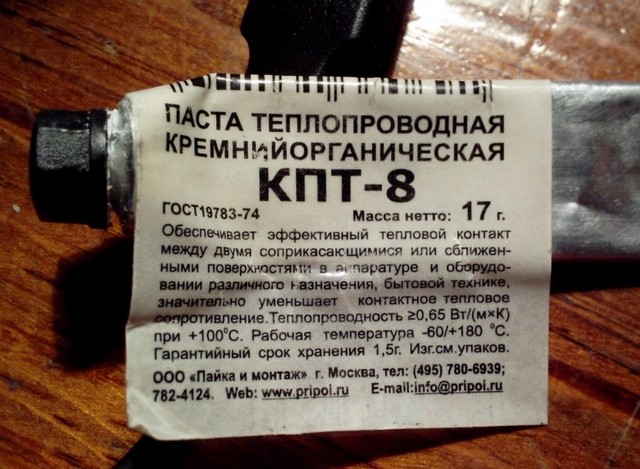 ПАСТА ТЕПЛОПРОВОДНАЯ
КРЕМНИЙОРГАНИЧЕСКАЯ
КПТ-8
ГОСТ19783-74 Масса нетто: 17 г.
Обеспечивает эффективный тепловой контакт
между двумя соприкасающимися или сближен-
ными поверхностями в аппаратуре и оборудо-
вании различного назначения, бытовой технике,
значительно уменьшает контактное тепловое
сопротивление.Теплопроводность ≥0,65 Вт/(м×К)
при +100°С. Рабочая температура -60/+180 °С.
Гарантийный срок хранения 1,5г. Изг.см.упаков.
ООО «Пайка и монтаж» г. Москва, тел: (495) 780-6939;
782-4124. Web: www.pripoi.ru E-mail:info@pripoi.ru